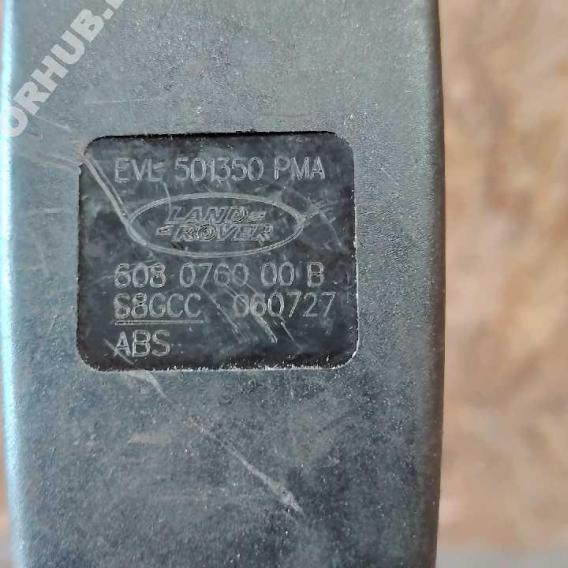 ORHUB.
EVL 501350 PMA
LAND
ROVER
608 0760 00 B
S8GCC 060727
ABS